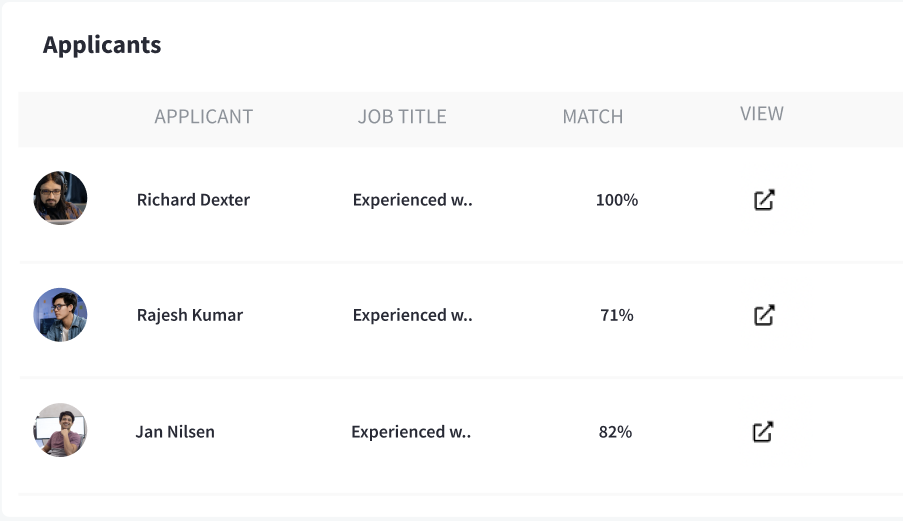 Applicants
APPLICANT JOB TITLE MATCH VIEW
Richard Dexter Experienced w.. 100%
Rajesh Kumar Experienced w.. 71%
Jan Nilsen Experienced w.. 82%